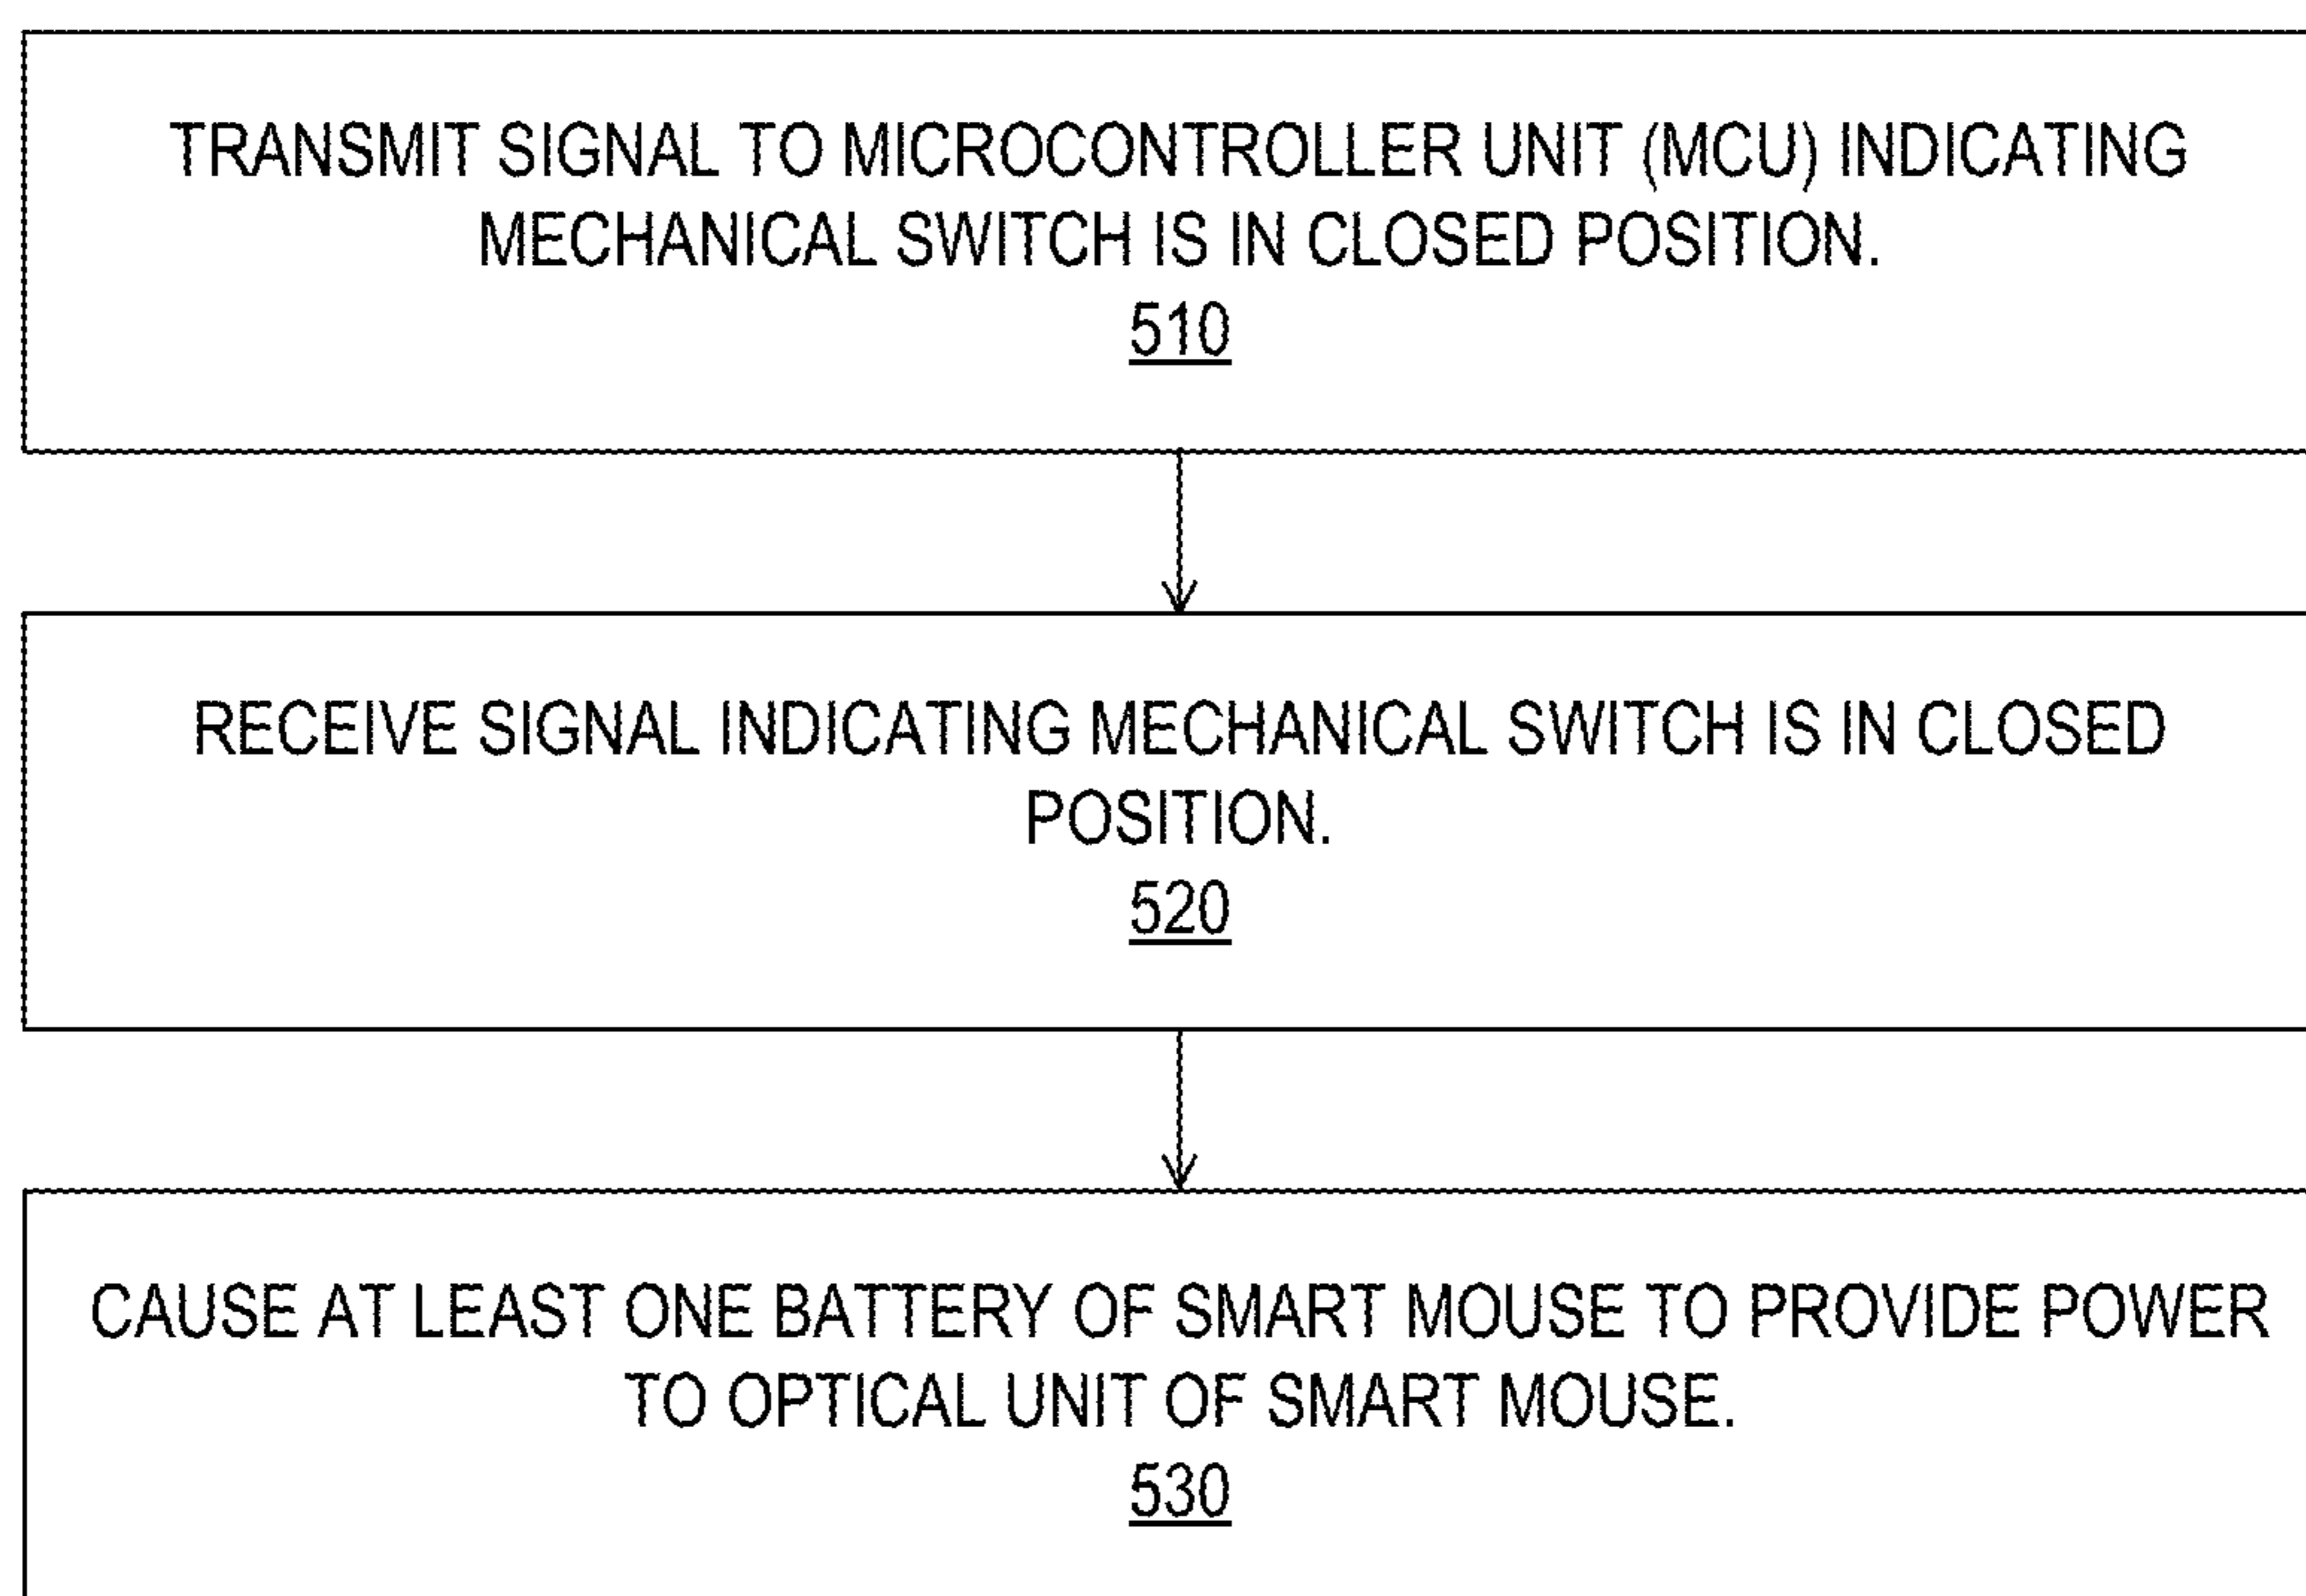 TRANSMIT SIGNAL TO MICROCONTROLLER UNIT (MCU) INDICATING
MECHANICAL SWITCH IS IN CLOSED POSITION.
510
RECEIVE SIGNAL INDICATING MECHANICAL SWITCH IS IN CLOSED
POSITION.
520
CAUSE AT LEAST ONE BATTERY OF SMART MOUSE TO PROVIDE POWER
TO OPTICAL UNIT OF SMART MOUSE.
530